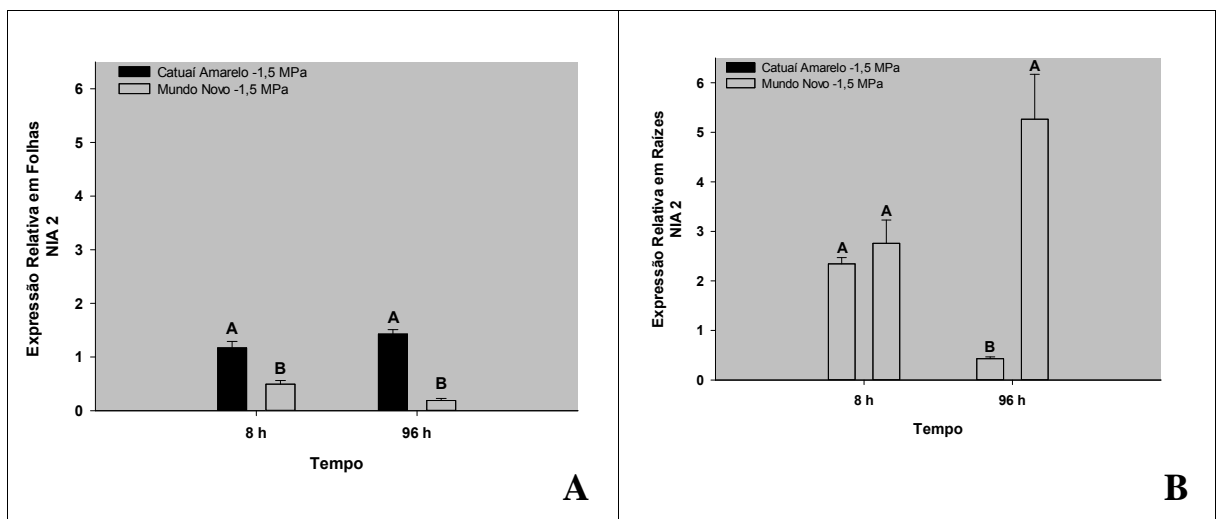 Catuaí Amarelo -1,5 MPa
Mundo Novo -1,5 MPa
Expressão Relativa em Folhas
NIA 2
6
5
4
3
2
1
0
A
B
A
B
8 h
96 h
Tempo
A
Catuaí Amarelo -1,5 MPa
Mundo Novo -1,5 MPa
Expressão Relativa em Raízes
NIA 2
6
5
4
3
2
1
0
A
A
B
A
8 h
96 h
Tempo
B